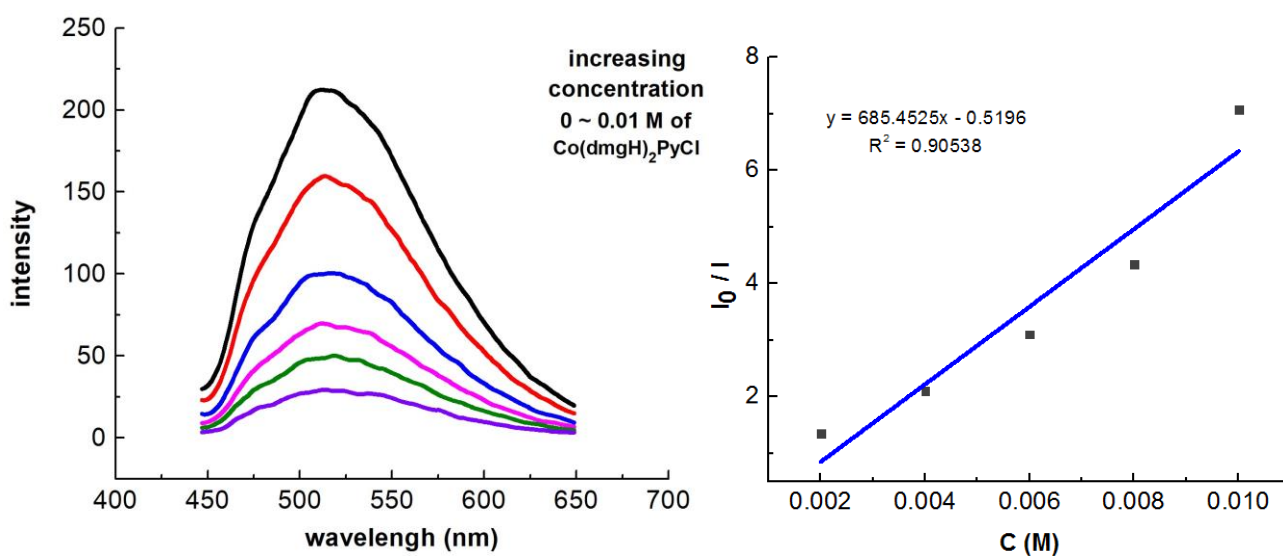 250
200
150
100
50
0
intensity
400 450 500 550 600 650 700
wavelengh (nm)
increasing
concentration
0 ~ 0.01 M of
Co(dmgH)₂PyCl
8
6
4
2
I₀ / I
y = 685.4525x - 0.5196
R² = 0.90538
0.002 0.004 0.006 0.008 0.010
C (M)